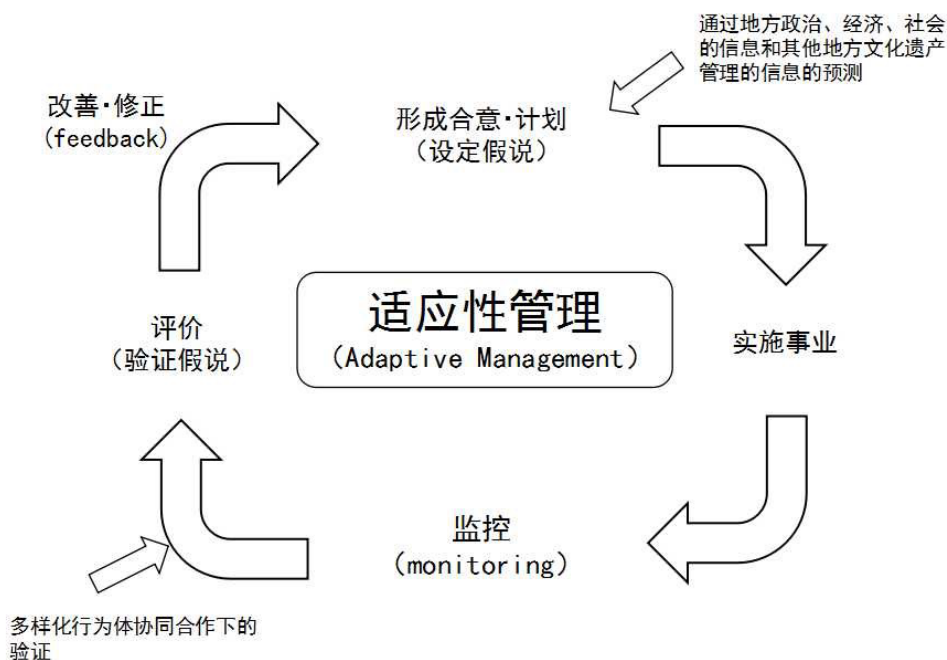 通过地方政治、经济、社会
的信息和其他地方文化遗产
管理的信息的预测
改善·修正
(feedback)
形成合意·计划
(设定假说)
适应性管理
(Adaptive Management)
评价
(验证假说)
实施事业
监控
(monitoring)
多样化行为体协同合作下的
验证